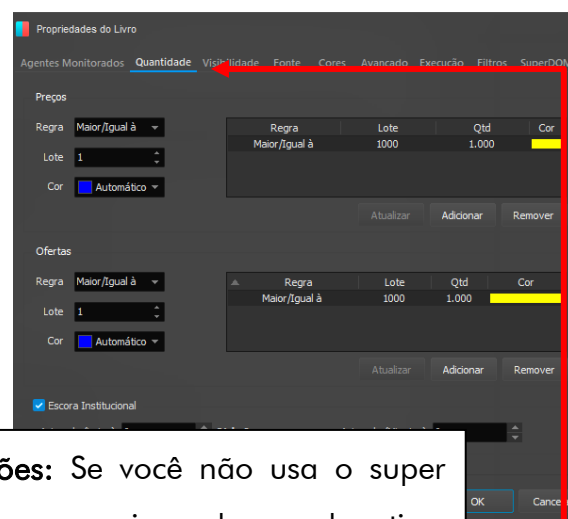 Propriedades do Livro
Agentes Monitorados Quantidade Visibilidade Fonte Cores Avançado Execução Filtros SuperDOM
Preços
Regra Maior/Igual à
Lote 1
Cor Automático
Regra Lote Qtd Cor
Maior/Igual à 1000 1.000
Atualizar Adicionar Remover
Ofertas
Regra Maior/Igual à
Lote 1
Cor Automático
Regra Lote Qtd Cor
Maior/Igual à 1000 1.000
Atualizar Adicionar Remover
Escora Institucional
ões: Se você não usa o super
OK Cance